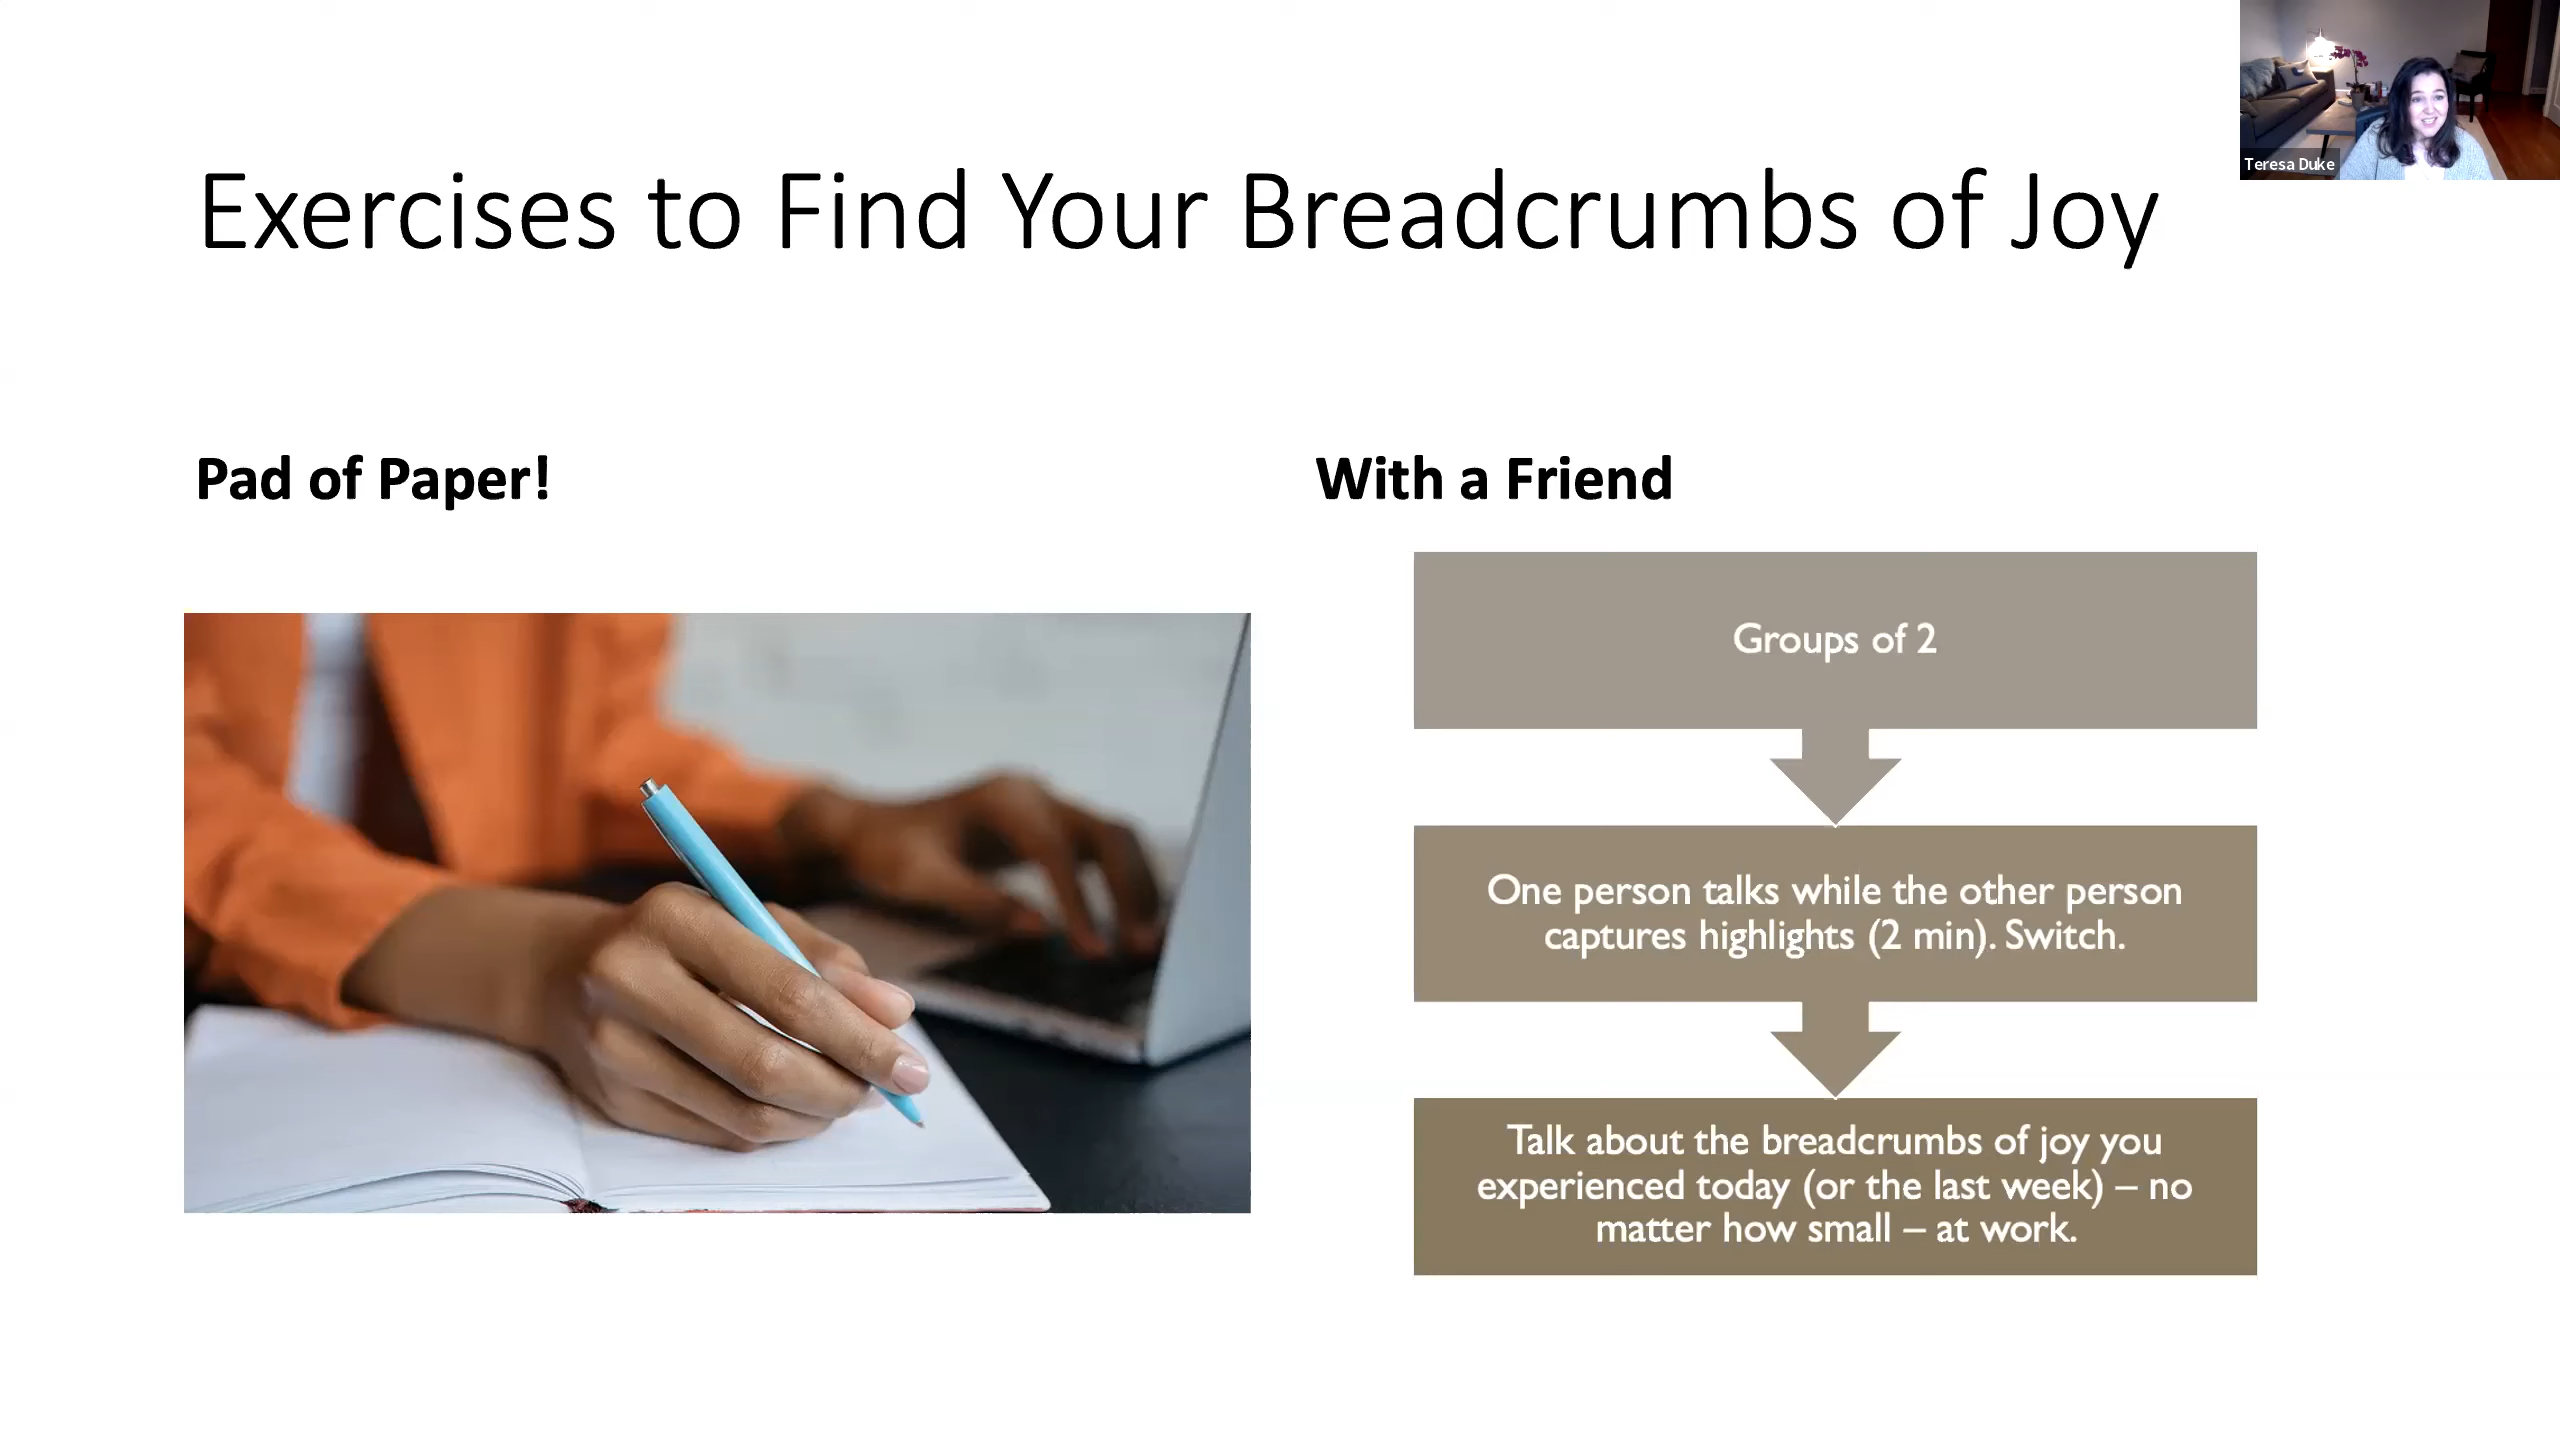 Exercises to Find Your Breadcrumbs of Joy
Teresa Duke
Pad of Paper!
With a Friend
Groups of 2
One person talks while the other person
captures highlights (2 min). Switch.
Talk about the breadcrumbs of joy you
experienced today (or the last week) – no
matter how small – at work.